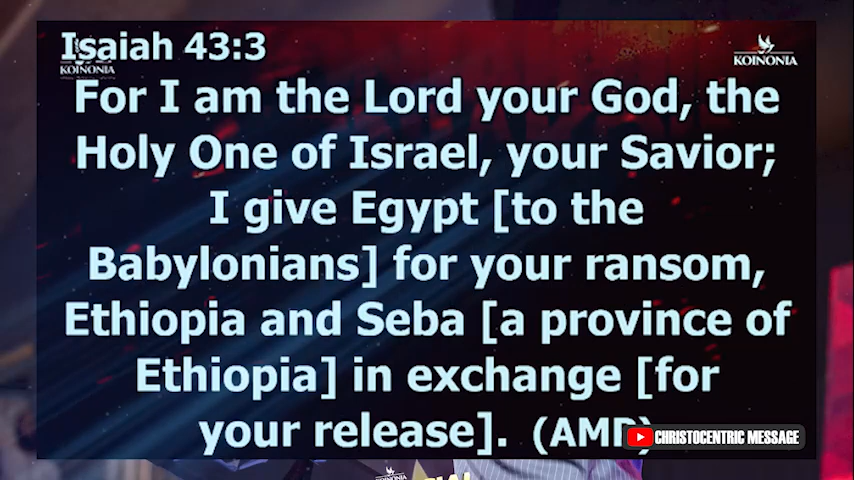 Isaiah 43:3
KOINONIA
KOINONIA
For I am the Lord your God, the
Holy One of Israel, your Savior;
I give Egypt [to the
Babylonians] for your ransom,
Ethiopia and Seba [a province of
Ethiopia] in exchange [for
your release].
CHRISTOCENTRIC MESSAGE
KOINONIA